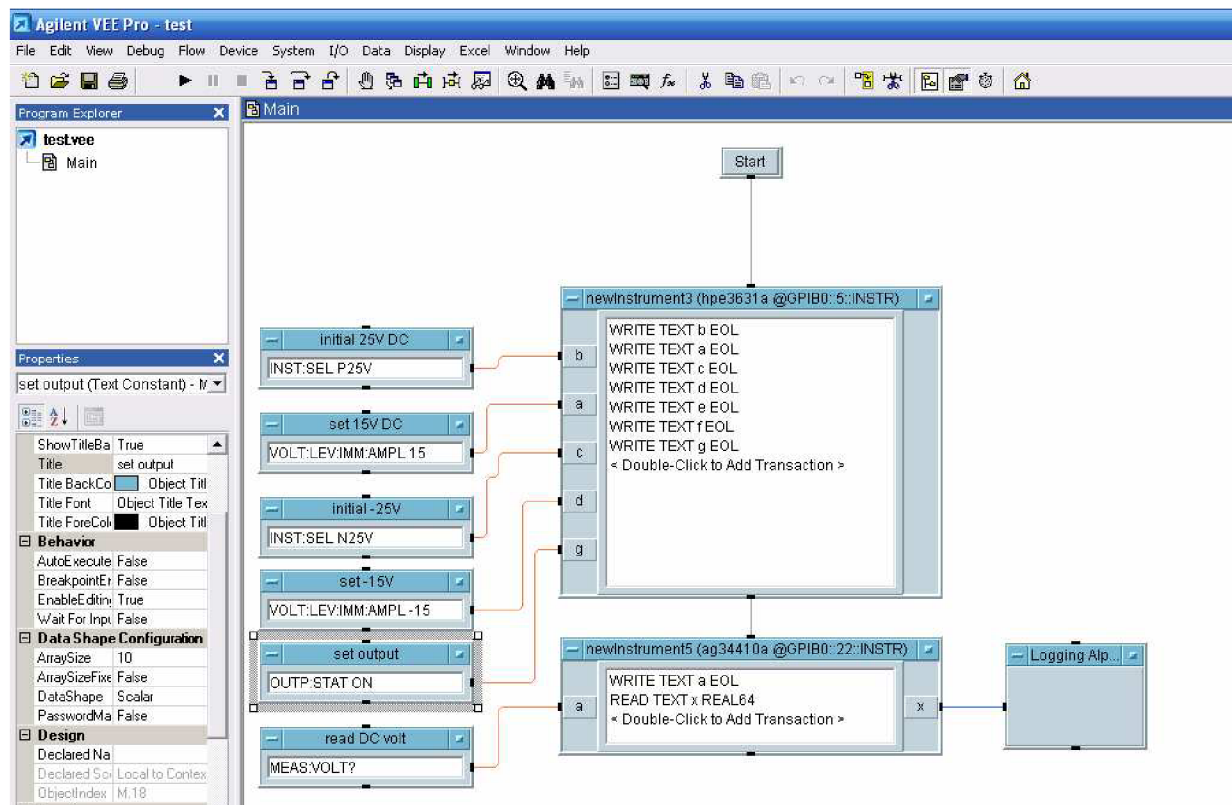 Agilent VEE Pro - test
File Edit View Debug Flow Device System I/O Data Display Excel Window Help
Program Explorer
test.vee
Main
Properties
set output (Text Constant) - M
ShowTitleBa True
Title set output
Title BackCo Object Titl
Title Font Object Title Tex
Title ForeColo Object Titl
Behavior
AutoExecute False
BreakpointEr False
EnableEditing True
Wait For Inpu False
Data Shape Configuration
ArraySize 10
ArraySizeFixe False
DataShape Scalar
PasswordMa False
Design
Declared Na
Declared Sco Local to Contex
ObjectIndex M.18
Main
Start
initial 25V DC
INST:SEL P25V
set 15V DC
VOLT:LEV:IMM:AMPL 15
initial -25V
INST:SEL N25V
set -15V
VOLT:LEV:IMM:AMPL -15
set output
OUTP:STAT ON
read DC volt
MEAS:VOLT?
newInstrument3 (hpe3631a @GPIB0::5::INSTR)
b
a
c
d
g
WRITE TEXT b EOL
WRITE TEXT a EOL
WRITE TEXT c EOL
WRITE TEXT d EOL
WRITE TEXT e EOL
WRITE TEXT f EOL
WRITE TEXT g EOL
< Double-Click to Add Transaction >
newInstrument5 (ag34410a @GPIB0::22::INSTR)
a
WRITE TEXT a EOL
READ TEXT x REAL64
< Double-Click to Add Transaction >
x
Logging Alp...